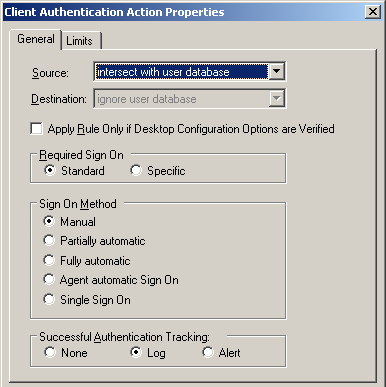 Client Authentication Action Properties
General Limits
Source: intersect with user database
Destination: ignore user database
Apply Rule Only if Desktop Configuration Options are Verified
Required Sign On
Standard Specific
Sign On Method
Manual
Partially automatic
Fully automatic
Agent automatic Sign On
Single Sign On
Successful Authentication Tracking:
None Log Alert